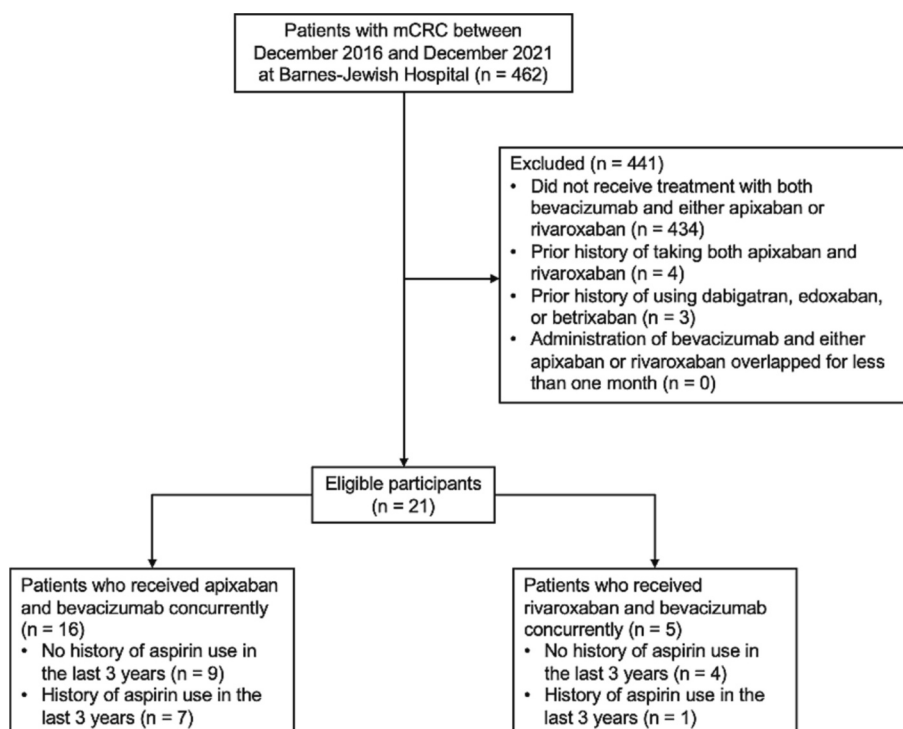 Patients with mCRC between
December 2016 and December 2021
at Barnes-Jewish Hospital (n = 462)
Excluded (n = 441)
• Did not receive treatment with both
bevacizumab and either apixaban or
rivaroxaban (n = 434)
• Prior history of taking both apixaban and
rivaroxaban (n = 4)
• Prior history of using dabigatran, edoxaban,
or betrixaban (n = 3)
• Administration of bevacizumab and either
apixaban or rivaroxaban overlapped for less
than one month (n = 0)
Eligible participants
(n = 21)
Patients who received apixaban
and bevacizumab concurrently
(n = 16)
• No history of aspirin use in
the last 3 years (n = 9)
• History of aspirin use in the
last 3 years (n = 7)
Patients who received
rivaroxaban and bevacizumab
concurrently (n = 5)
• No history of aspirin use in
the last 3 years (n = 4)
• History of aspirin use in the
last 3 years (n = 1)